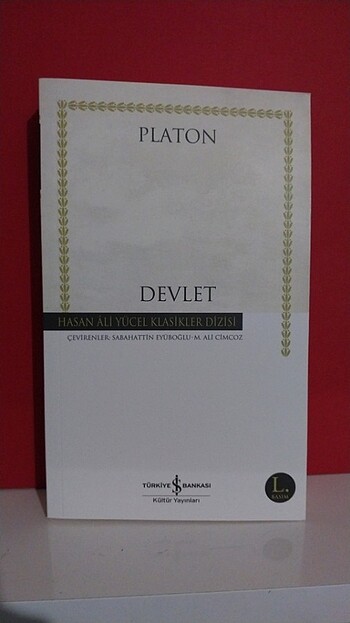 PLATON
DEVLET
HASAN ÂLİ YÜCEL KLASİKLER DİZİSİ
ÇEVİRENLER: SABAHATTİN EYÜBOĞLU-M. ALİ CİMCOZ
TÜRKİYE İŞ BANKASI
Kültür Yayınları
L.
BASIM